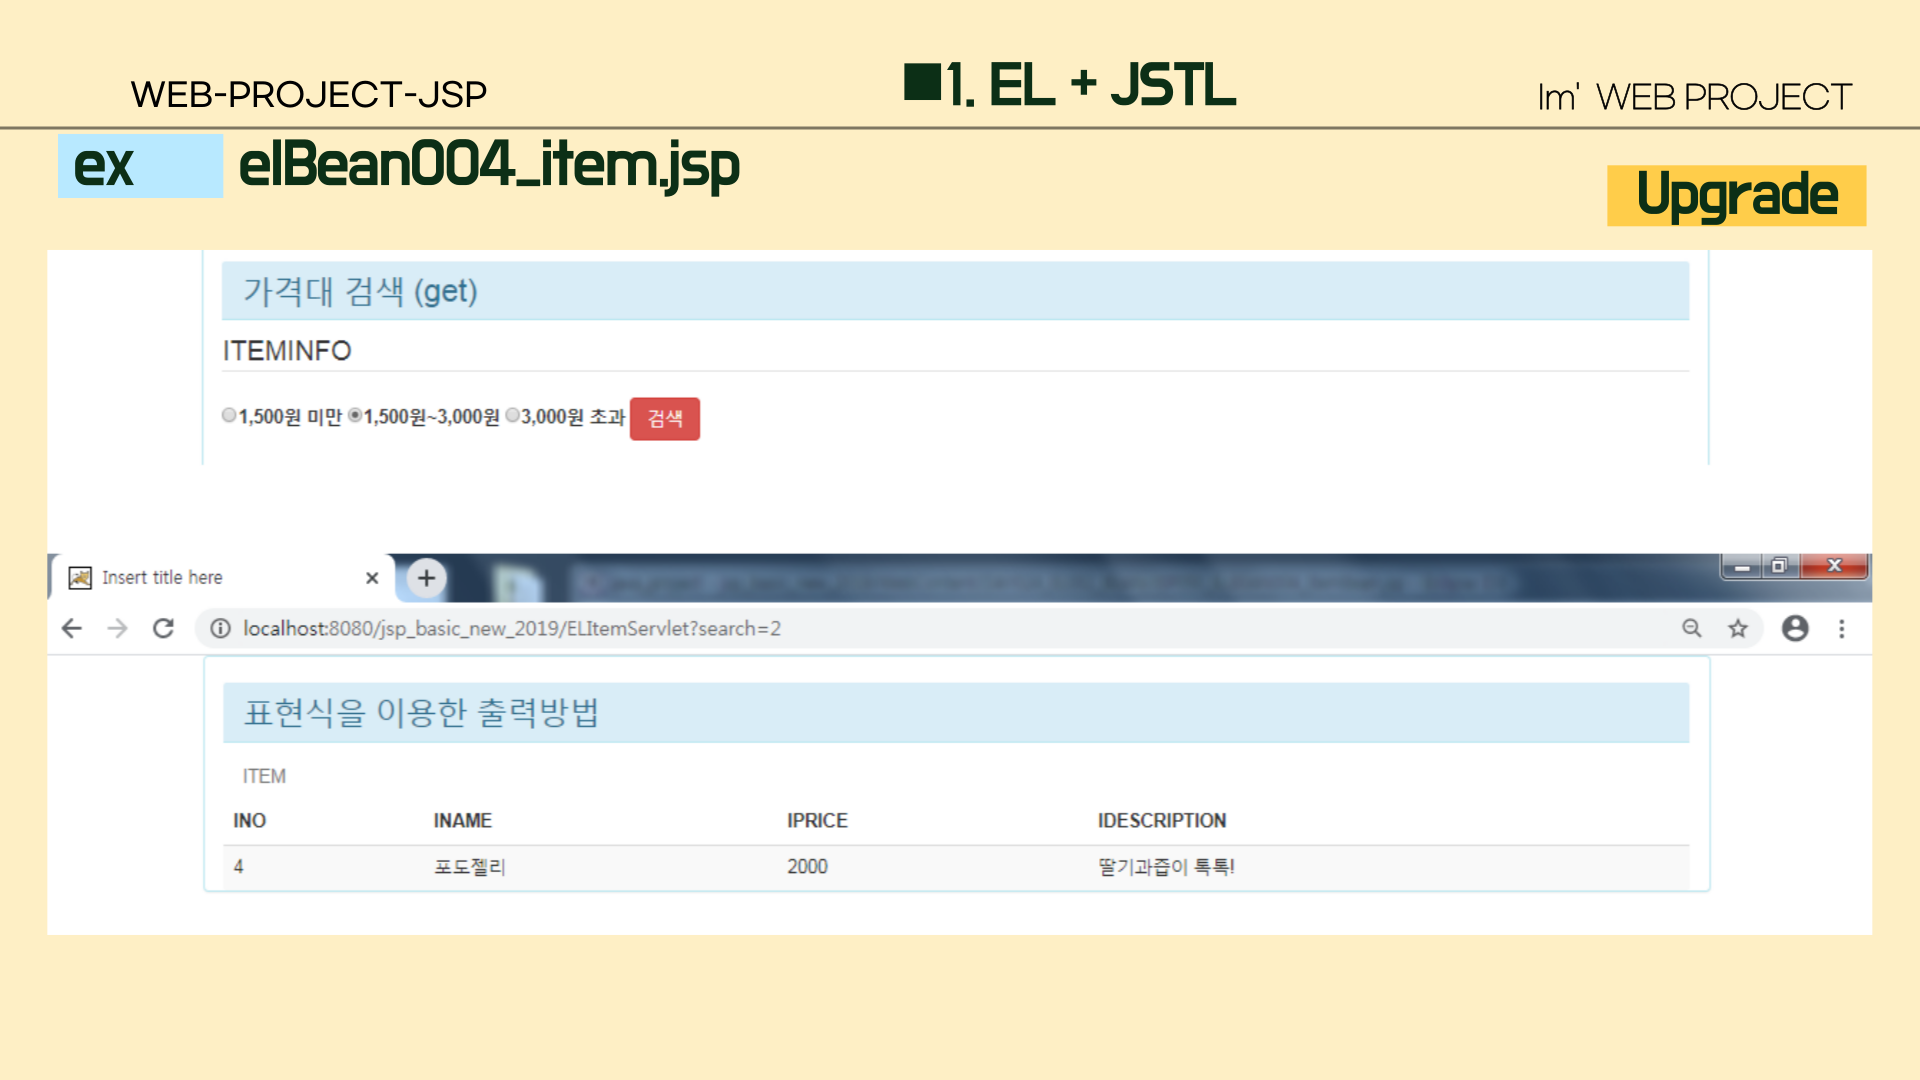 WEB-PROJECT-JSP
■1. EL + JSTL
Im' WEB PROJECT
ex elBean004_item.jsp
Upgrade
가격대 검색 (get)
ITEMINFO
1,500원 미만 1,500원~3,000원 3,000원 초과 검색
Insert title here
localhost:8080/jsp_basic_new_2019/ELItemServlet?search=2
표현식을 이용한 출력방법
ITEM
INO INAME IPRICE IDESCRIPTION
4 포도젤리 2000 딸기과즙이 톡톡!